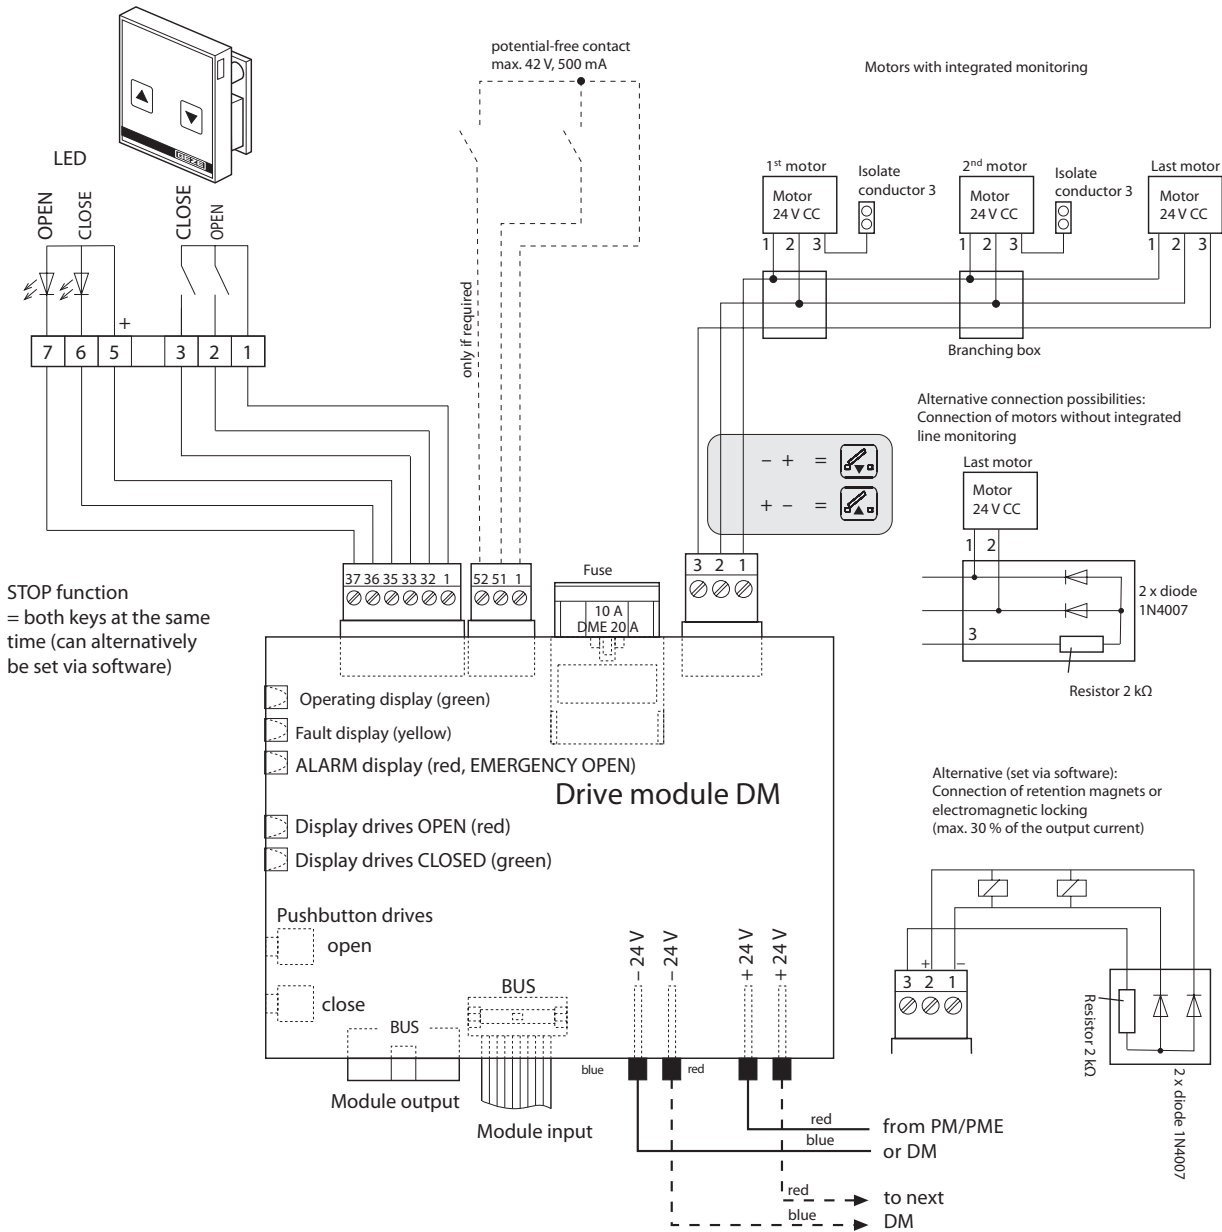 potential-free contact
max. 42 V, 500 mA
Motors with integrated monitoring
LED
OPEN
CLOSE
CLOSE
OPEN
+
7 6 5 3 2 1
only if required
1st motor
Motor
24 V CC
1 2 3
Isolate
conductor 3
2nd motor
Motor
24 V CC
1 2 3
Isolate
conductor 3
Last motor
Motor
24 V CC
1 2 3
Branching box
Alternative connection possibilities:
Connection of motors without integrated
line monitoring
Last motor
Motor
24 V CC
1 2
3
2 x diode
1N4007
Resistor 2 kΩ
– + =
+ – =
STOP function
= both keys at the same
time (can alternatively
be set via software)
37 36 35 33 32 1
52 51 1
Fuse
10 A
DME 20 A
3 2 1
Operating display (green)
Fault display (yellow)
ALARM display (red, EMERGENCY OPEN)
Drive module DM
Display drives OPEN (red)
Display drives CLOSED (green)
Pushbutton drives
open
close
BUS
Module output
BUS
Module input
– 24 V
– 24 V
+ 24 V
+ 24 V
blue
red
red
blue
from PM/PME
or DM
red
blue
to next
DM
Alternative (set via software):
Connection of retention magnets or
electromagnetic locking
(max. 30 % of the output current)
+ –
3 2 1
Resistor 2 kΩ
2 x diode 1N4007